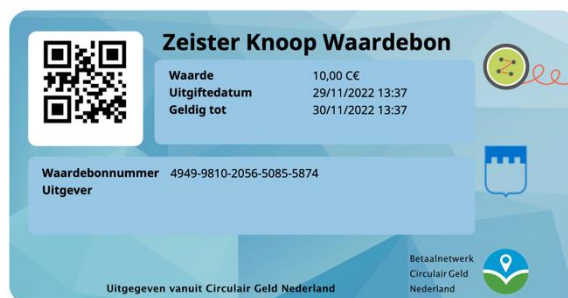 Zeister Knoop Waardebon
Waarde 10,00 C€
Uitgiftedatum 29/11/2022 13:37
Geldig tot 30/11/2022 13:37
Waardebonnummer 4949-9810-2056-5085-5874
Uitgever
Betaalnetwerk
Circulair Geld
Nederland
Uitgegeven vanuit Circulair Geld Nederland